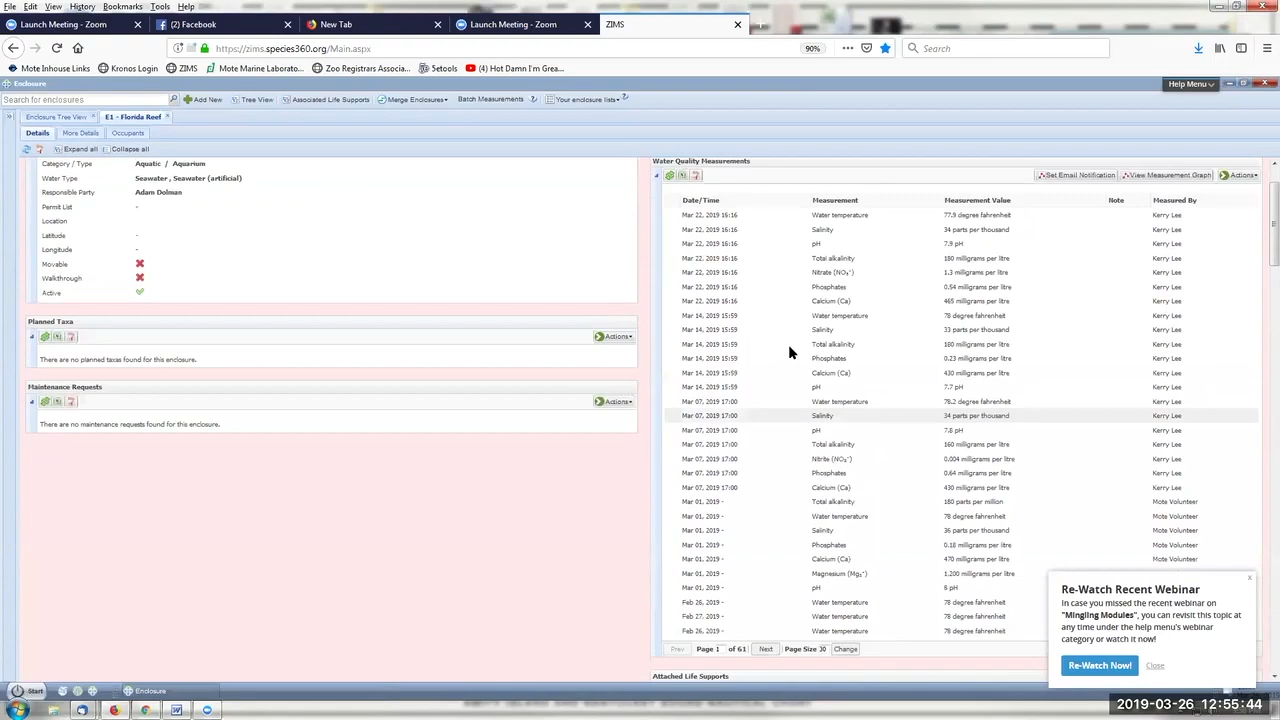 File Edit View History Bookmarks Tools Help
Launch Meeting - Zoom (2) Facebook New Tab Launch Meeting - Zoom ZIMS
https://zims.species360.org/Main.aspx 90% Search
Mote Inhouse Links Kronos Login ZIMS Mote Marine Laborato... Zoo Registrars Associa... 5etools (4) Hot Damn I'm Grea...
Enclosure Help Menu
Search for enclosures Add New Tree View Associated Life Supports Merge Enclosures Batch Measurements Your enclosure lists
Enclosure Tree View E1 - Florida Reef
Details More Details Occupants
Expand all Collapse all
Category / Type Aquatic / Aquarium
Water Type Seawater , Seawater (artificial)
Responsible Party Adam Dolman
Permit List -
Location
Latitude -
Longitude -
Movable
Walkthrough
Active
Planned Taxa
Actions
There are no planned taxas found for this enclosure.
Maintenance Requests
Actions
There are no maintenance requests found for this enclosure.
Water Quality Measurements
Set Email Notification View Measurement Graph Actions
Date/Time Measurement Measurement Value Note Measured By
Mar 22, 2019 16:16 Water temperature 77.9 degree fahrenheit Kerry Lee
Mar 22, 2019 16:16 Salinity 34 parts per thousand Kerry Lee
Mar 22, 2019 16:16 pH 7.9 pH Kerry Lee
Mar 22, 2019 16:16 Total alkalinity 180 milligrams per litre Kerry Lee
Mar 22, 2019 16:16 Nitrate (NO₃⁻) 1.3 milligrams per litre Kerry Lee
Mar 22, 2019 16:16 Phosphates 0.54 milligrams per litre Kerry Lee
Mar 22, 2019 16:16 Calcium (Ca) 465 milligrams per litre Kerry Lee
Mar 14, 2019 15:59 Water temperature 78 degree fahrenheit Kerry Lee
Mar 14, 2019 15:59 Salinity 33 parts per thousand Kerry Lee
Mar 14, 2019 15:59 Total alkalinity 180 milligrams per litre Kerry Lee
Mar 14, 2019 15:59 Phosphates 0.23 milligrams per litre Kerry Lee
Mar 14, 2019 15:59 Calcium (Ca) 430 milligrams per litre Kerry Lee
Mar 14, 2019 15:59 pH 7.7 pH Kerry Lee
Mar 07, 2019 17:00 Water temperature 78.2 degree fahrenheit Kerry Lee
Mar 07, 2019 17:00 Salinity 34 parts per thousand Kerry Lee
Mar 07, 2019 17:00 pH 7.8 pH Kerry Lee
Mar 07, 2019 17:00 Total alkalinity 160 milligrams per litre Kerry Lee
Mar 07, 2019 17:00 Nitrite (NO₂⁻) 0.004 milligrams per litre Kerry Lee
Mar 07, 2019 17:00 Phosphates 0.64 milligrams per litre Kerry Lee
Mar 07, 2019 17:00 Calcium (Ca) 430 milligrams per litre Kerry Lee
Mar 01, 2019 - Total alkalinity 180 parts per million Mote Volunteer
Mar 01, 2019 - Water temperature 78 degree fahrenheit Mote Volunteer
Mar 01, 2019 - Salinity 36 parts per thousand Mote Volunteer
Mar 01, 2019 - Phosphates 0.18 milligrams per litre Mote Volunteer
Mar 01, 2019 - Calcium (Ca) 470 milligrams per litre Mote Volunteer
Mar 01, 2019 - Magnesium (Mg₂⁺) 1,200 milligrams per litre
Mar 01, 2019 - pH 8 pH
Feb 26, 2019 - Water temperature 78 degree fahrenheit
Feb 27, 2019 - Water temperature 78 degree fahrenheit
Feb 26, 2019 - Water temperature 78 degree fahrenheit
Prev Page 1 of 61 Next Page Size 30 Change
Attached Life Supports
Re-Watch Recent Webinar
In case you missed the recent webinar on
"Mingling Modules", you can revisit this topic at
any time under the help menu's webinar
category or watch it now!
Re-Watch Now! Close
Start Enclosure
2019-03-26 12:55:44